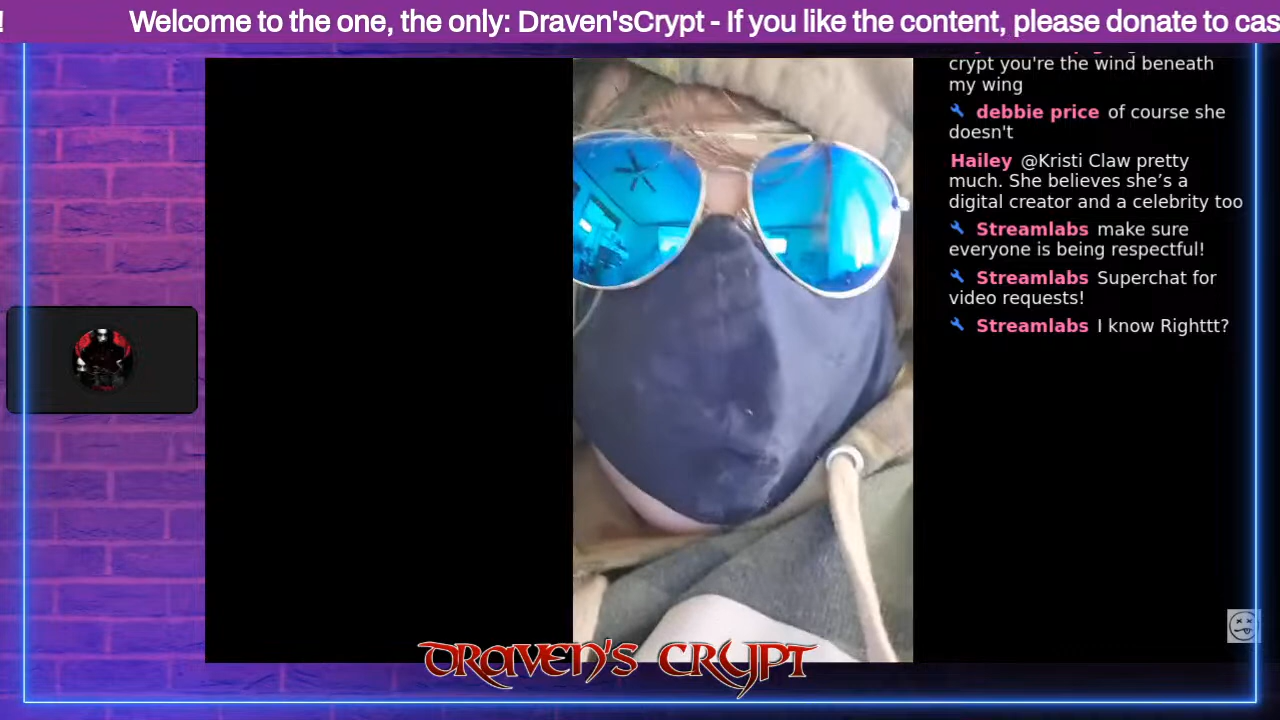 !
Welcome to the one, the only: Draven'sCrypt - If you like the content, please donate to cas
crypt you're the wind beneath
my wing
debbie price of course she
doesn't
Hailey @Kristi Claw pretty
much. She believes she’s a
digital creator and a celebrity too
Streamlabs make sure
everyone is being respectful!
Streamlabs Superchat for
video requests!
Streamlabs I know Righttt?
DRAVEN'S CRYPT